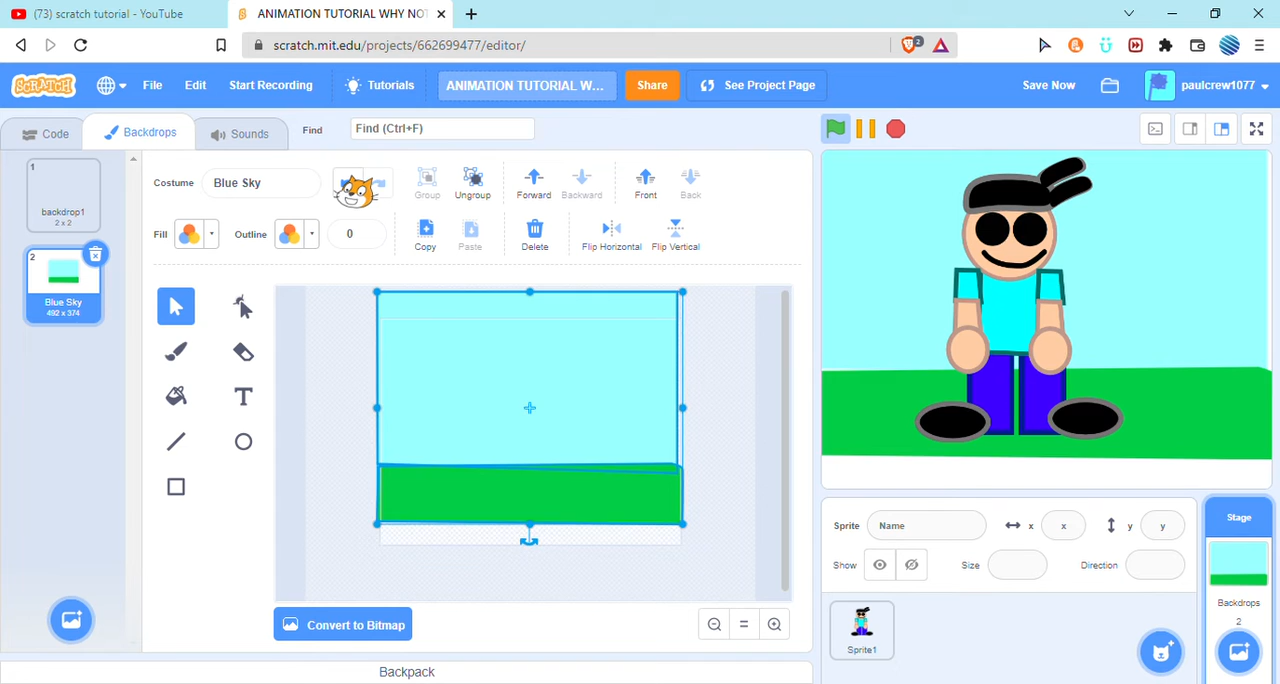 (73) scratch tutorial - YouTube
ANIMATION TUTORIAL WHY NOT
scratch.mit.edu/projects/662699477/editor/
2
SCRATCH
File
Edit
Start Recording
Tutorials
ANIMATION TUTORIAL W...
Share
See Project Page
Save Now
paulcrew1077
Code
Backdrops
Sounds
Find
Find (Ctrl+F)
1
backdrop1
2 x 2
2
Blue Sky
492 x 374
Costume
Blue Sky
Group
Ungroup
Forward
Backward
Front
Back
Fill
Outline
0
Copy
Paste
Delete
Flip Horizontal
Flip Vertical
T
Convert to Bitmap
Backpack
Sprite
Name
x
x
y
y
Show
Size
Direction
Sprite1
Stage
Backdrops
2